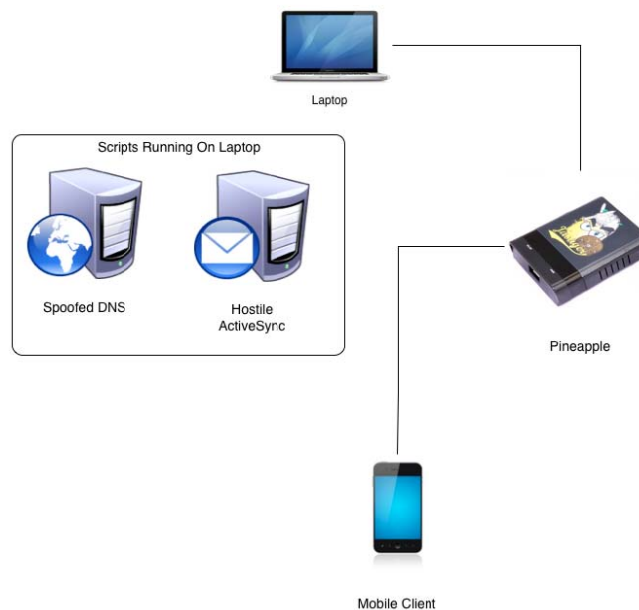 Laptop
Scripts Running On Laptop
Spoofed DNS
Hostile
ActiveSync
Pineapple
Mobile Client